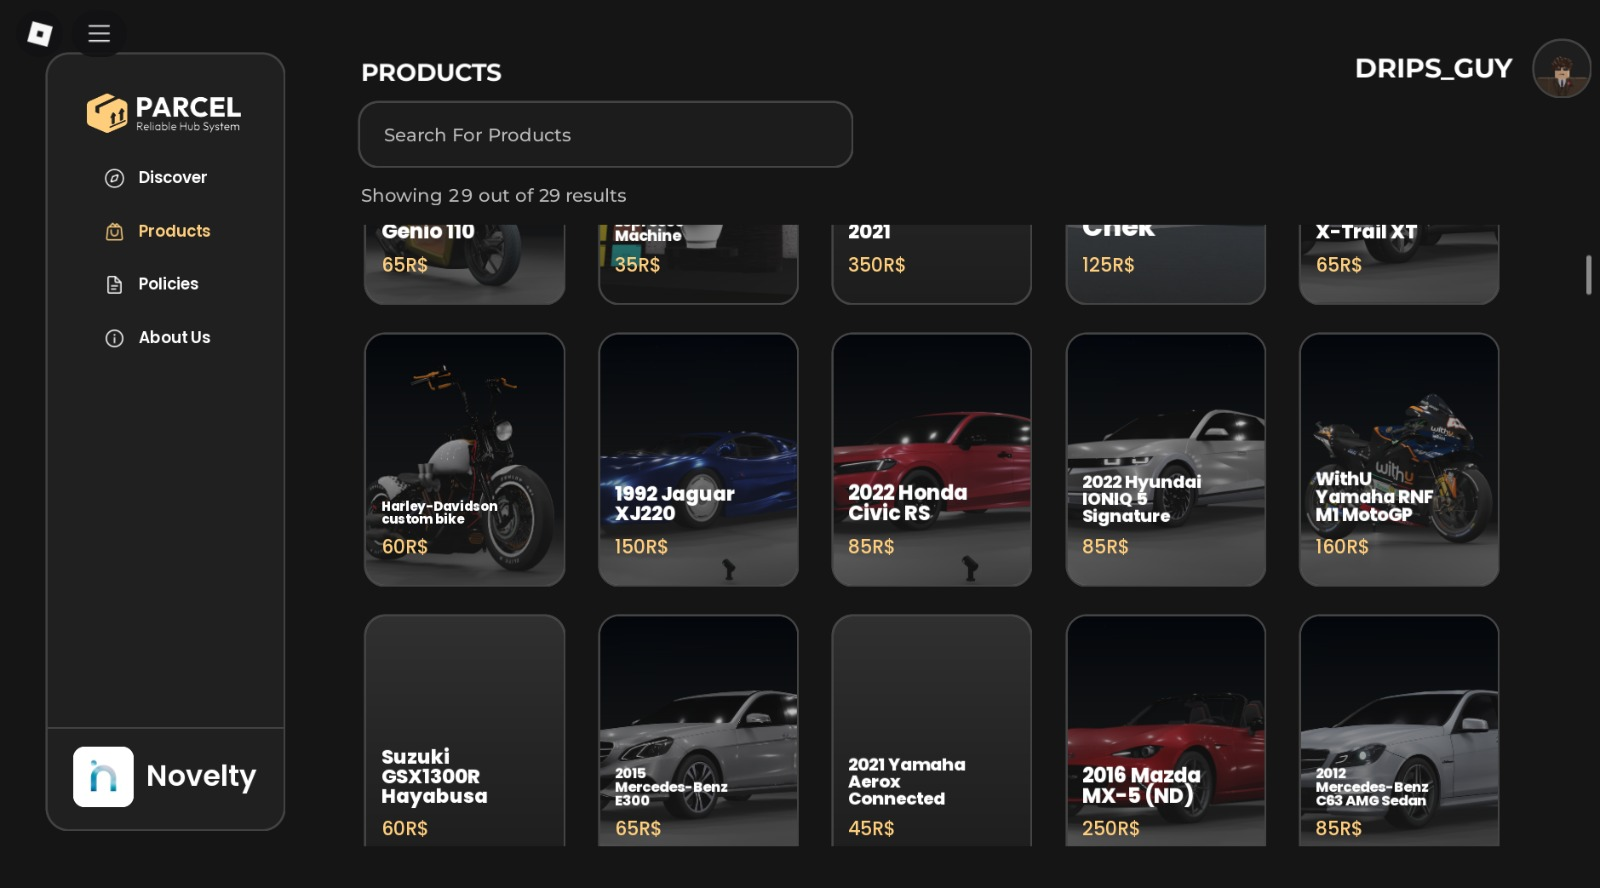 PRODUCTS
DRIPS_GUY
PARCEL
Reliable Hub System
Search For Products
Showing 29 out of 29 results
Discover
Products
Policies
About Us
Novelty
Genio 110
65R$
Machine
35R$
2021
350R$
Chek
125R$
X-Trail XT
65R$
Harley-Davidson
custom bike
60R$
1992 Jaguar
XJ220
150R$
2022 Honda
Civic RS
85R$
2022 Hyundai
IONIQ 5
Signature
85R$
WithU
Yamaha RNF
M1 MotoGP
160R$
withU
withU
Suzuki
GSX1300R
Hayabusa
60R$
2015
Mercedes-Benz
E300
65R$
2021 Yamaha
Aerox
Connected
45R$
2016 Mazda
MX-5 (ND)
250R$
2012
Mercedes-Benz
C63 AMG Sedan
85R$